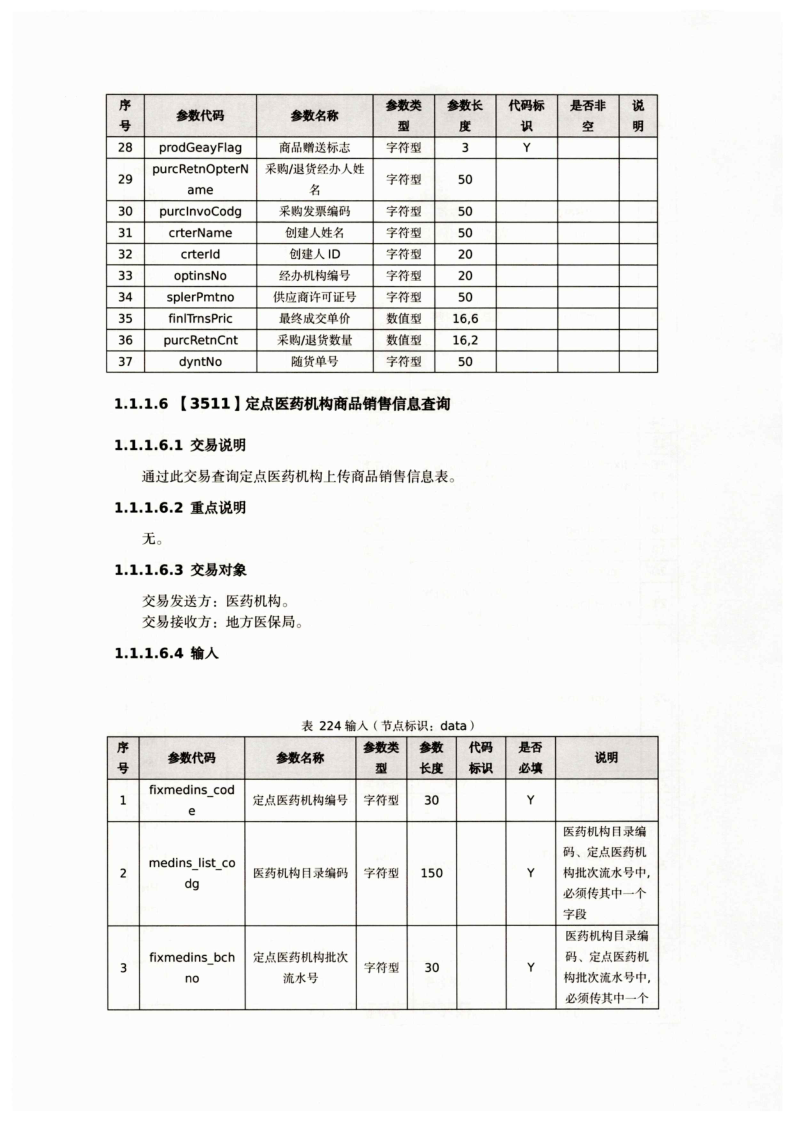 序号 参数代码 参数名称 参数类型 参数长度 代码标识 是否非空 说明
28 prodGeayFlag 商品赠送标志 字符型 3 Y
29 purcRetnOpterName 采购/退货经办人姓名 字符型 50
30 purcInvoCodg 采购发票编码 字符型 50
31 crterName 创建人姓名 字符型 50
32 crterId 创建人 ID 字符型 20
33 optinsNo 经办机构编号 字符型 20
34 splerPmtno 供应商许可证号 字符型 50
35 finlTrnsPric 最终成交单价 数值型 16,6
36 purcRetnCnt 采购/退货数量 数值型 16,2
37 dyntNo 随货单号 字符型 50
1.1.1.6 【3511】定点医药机构商品销售信息查询
1.1.1.6.1 交易说明
通过此交易查询定点医药机构上传商品销售信息表。
1.1.1.6.2 重点说明
无。
1.1.1.6.3 交易对象
交易发送方：医药机构。
交易接收方：地方医保局。
1.1.1.6.4 输入
表 224 输入（节点标识：data）
序号 参数代码 参数名称 参数类型 参数长度 代码标识 是否必填 说明
1 fixmedins_code 定点医药机构编号 字符型 30 Y
2 medins_list_codg 医药机构目录编码 字符型 150 Y 医药机构目录编码、定点医药机构批次流水号中,必须传其中一个字段
3 fixmedins_bchno 定点医药机构批次流水号 字符型 30 Y 医药机构目录编码、定点医药机构批次流水号中,必须传其中一个